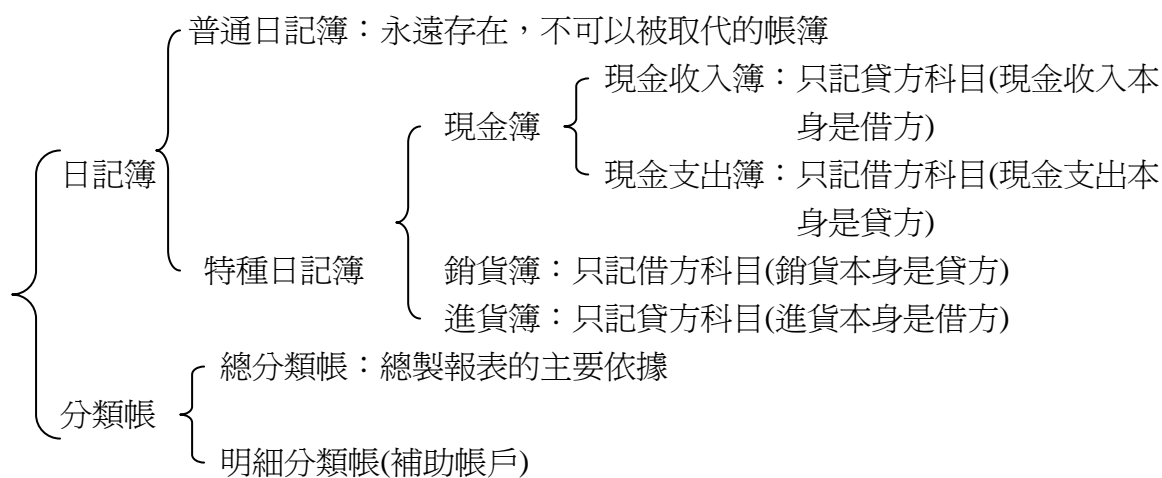 普通日記簿：永遠存在，不可以被取代的帳簿
現金收入簿：只記貸方科目(現金收入本
身是借方)
現金簿
日記簿
現金支出簿：只記借方科目(現金支出本
身是貸方)
特種日記簿
銷貨簿：只記借方科目(銷貨本身是貸方)
進貨簿：只記貸方科目(進貨本身是借方)
總分類帳：總製報表的主要依據
分類帳
明細分類帳(補助帳戶)